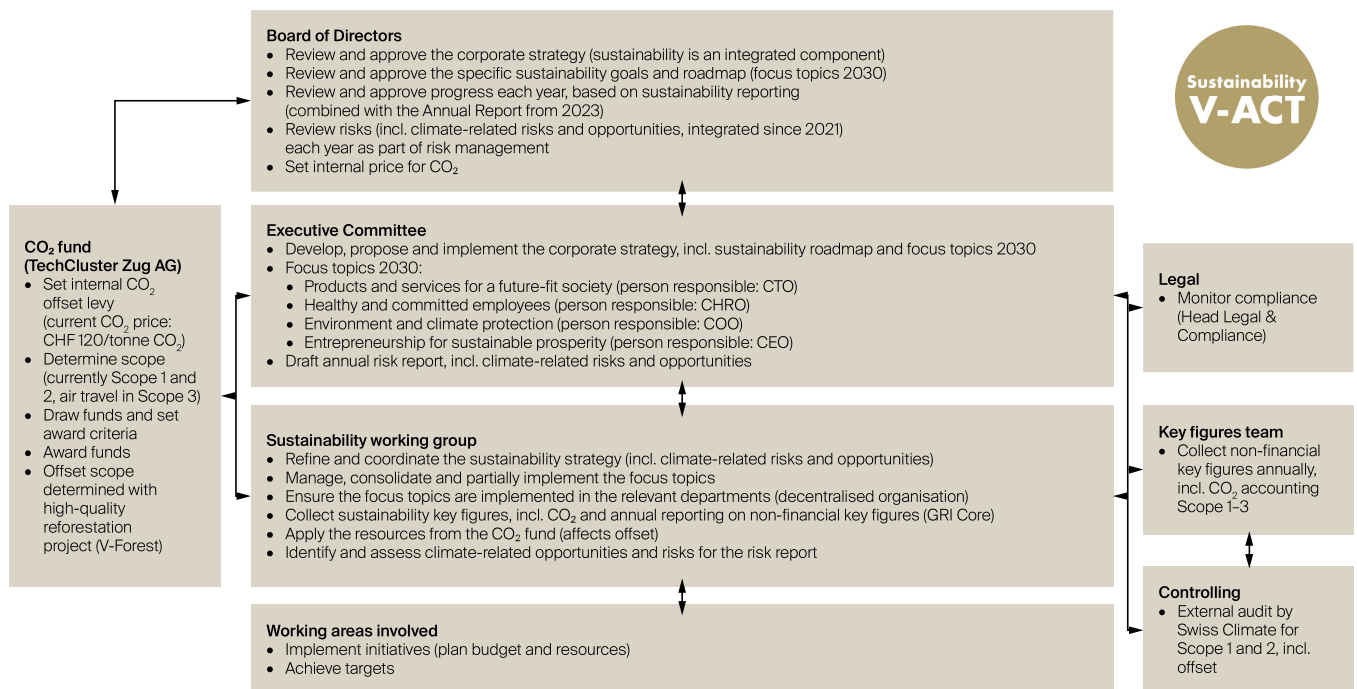 Board of Directors
• Review and approve the corporate strategy (sustainability is an integrated component)
• Review and approve the specific sustainability goals and roadmap (focus topics 2030)
• Review and approve progress each year, based on sustainability reporting
(combined with the Annual Report from 2023)
• Review risks (incl. climate-related risks and opportunities, integrated since 2021)
each year as part of risk management
• Set internal price for CO₂
Sustainability
V-ACT
CO₂ fund
(TechCluster Zug AG)
• Set internal CO₂
offset levy
(current CO₂ price:
CHF 120/tonne CO₂)
• Determine scope
(currently Scope 1 and
2, air travel in Scope 3)
• Draw funds and set
award criteria
• Award funds
• Offset scope
determined with
high-quality
reforestation
project (V-Forest)
Executive Committee
• Develop, propose and implement the corporate strategy, incl. sustainability roadmap and focus topics 2030
• Focus topics 2030:
• Products and services for a future-fit society (person responsible: CTO)
• Healthy and committed employees (person responsible: CHRO)
• Environment and climate protection (person responsible: COO)
• Entrepreneurship for sustainable prosperity (person responsible: CEO)
• Draft annual risk report, incl. climate-related risks and opportunities
Sustainability working group
• Refine and coordinate the sustainability strategy (incl. climate-related risks and opportunities)
• Manage, consolidate and partially implement the focus topics
• Ensure the focus topics are implemented in the relevant departments (decentralised organisation)
• Collect sustainability key figures, incl. CO₂ and annual reporting on non-financial key figures (GRI Core)
• Apply the resources from the CO₂ fund (affects offset)
• Identify and assess climate-related opportunities and risks for the risk report
Working areas involved
• Implement initiatives (plan budget and resources)
• Achieve targets
Legal
• Monitor compliance
(Head Legal &
Compliance)
Key figures team
• Collect non-financial
key figures annually,
incl. CO₂ accounting
Scope 1–3
Controlling
• External audit by
Swiss Climate for
Scope 1 and 2, incl.
offset